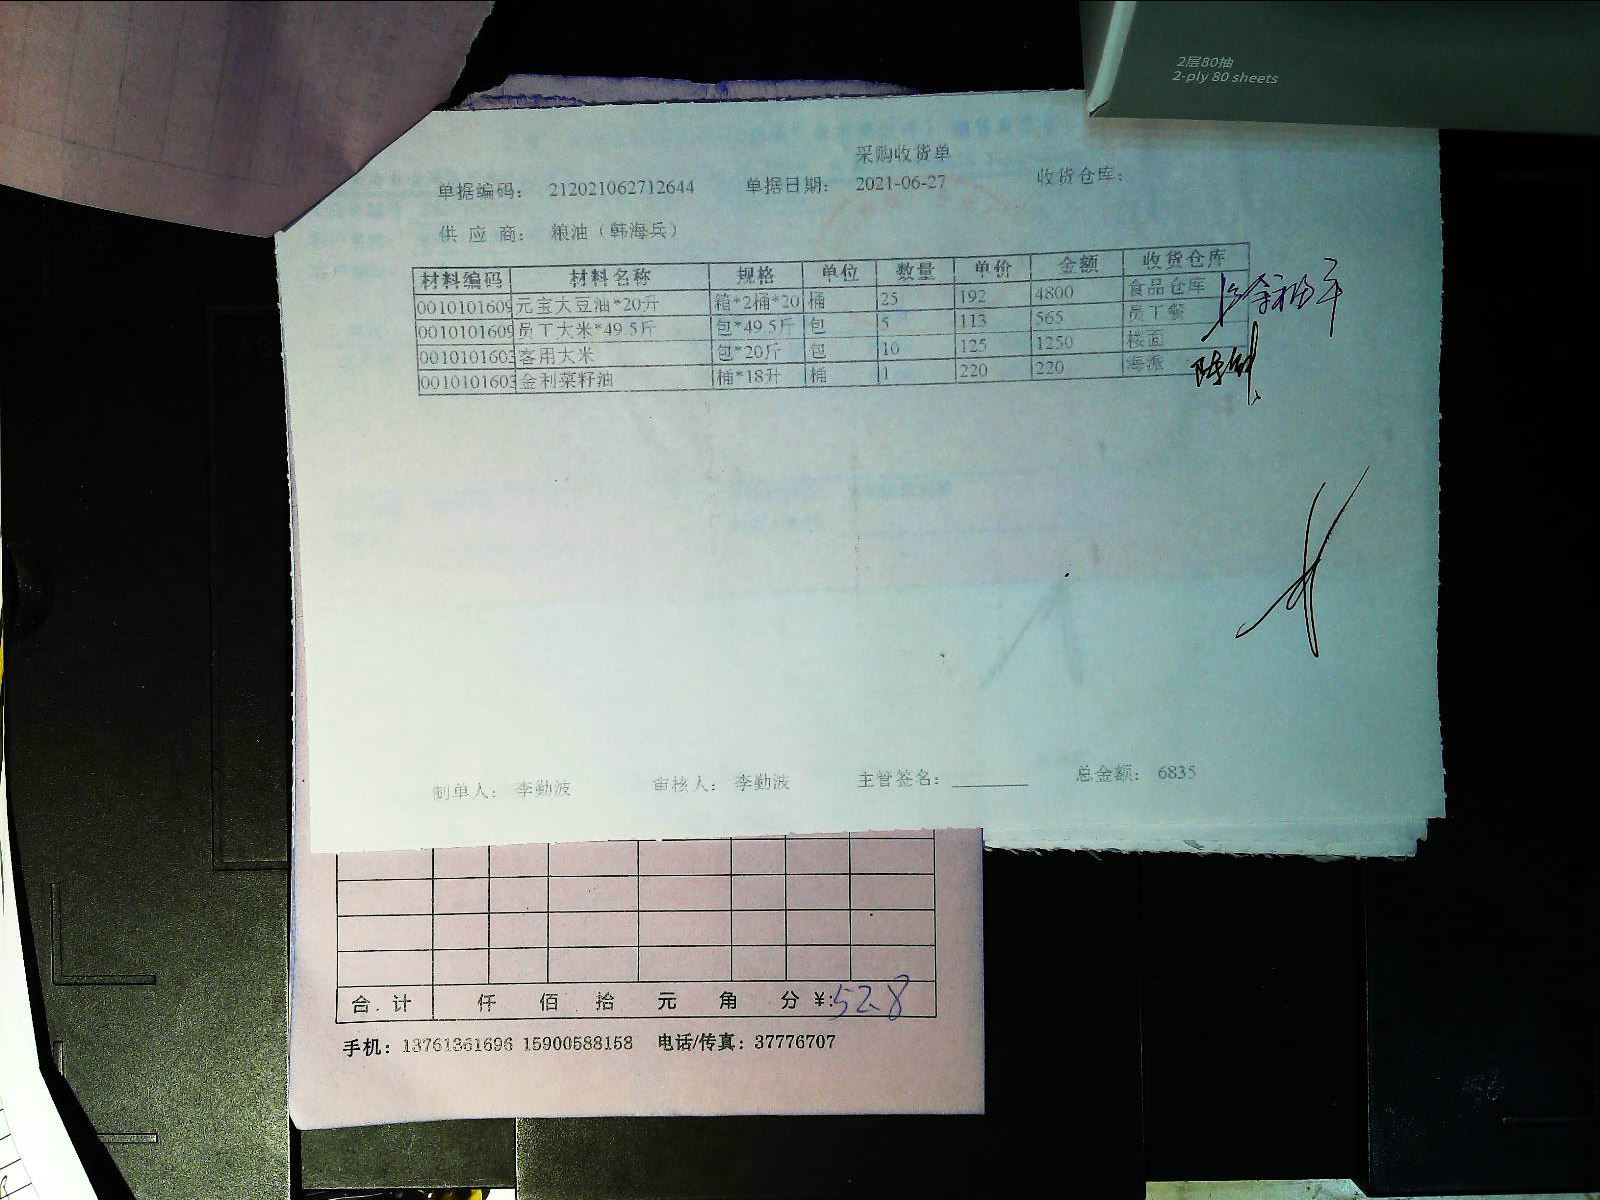 2层80抽
2-ply 80 sheets
采购收货单
单据编码： 212021062712644 单据日期： 2021-06-27 收货仓库：
供 应 商： 粮油（韩海兵）
材料编码 材料名称 规格 单位 数量 单价 金额 收货仓库
0010101609 元宝大豆油*20升 箱*2桶*20 桶 25 192 4800 食品仓库
0010101609 员工大米*49.5斤 包*49.5斤 包 5 113 565 员工餐
0010101603 客用大米 包*20斤 包 10 125 1250 楼面
0010101603 金利菜籽油 桶*18升 桶 1 220 220 海派
制单人： 李勤波 审核人： 李勤波 主管签名： 总金额： 6835
合 计 仟 佰 拾 元 角 分 ¥:528
手机：13761361696 15900588158 电话/传真：37776707